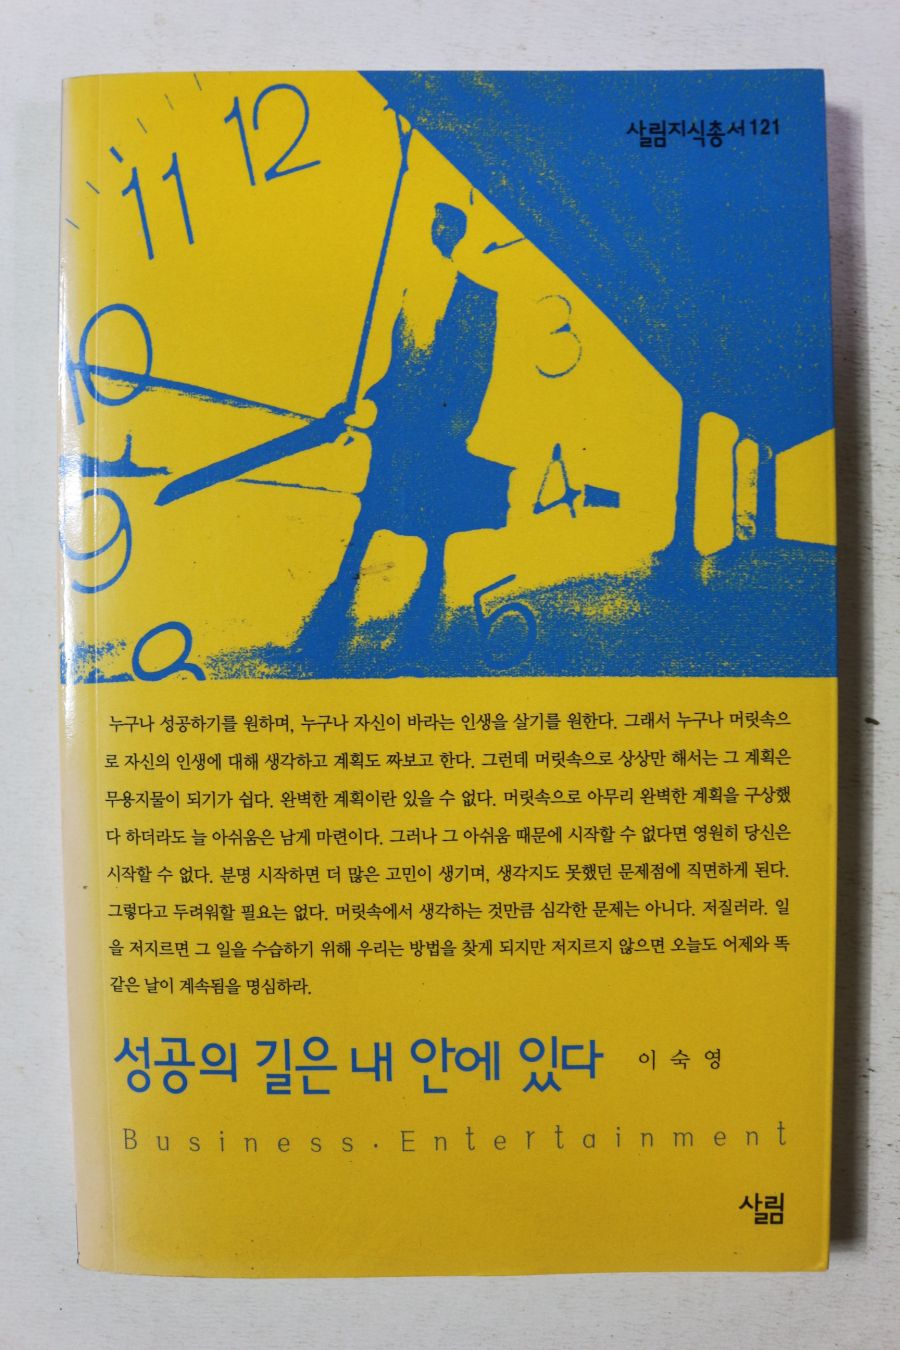 살림지식총서 121
12
11
10
9
8
3
4
5
누구나 성공하기를 원하며, 누구나 자신이 바라는 인생을 살기를 원한다. 그래서 누구나 머릿속으
로 자신의 인생에 대해 생각하고 계획도 짜보고 한다. 그런데 머릿속으로 상상만 해서는 그 계획은
무용지물이 되기가 쉽다. 완벽한 계획이란 있을 수 없다. 머릿속으로 아무리 완벽한 계획을 구상했
다 하더라도 늘 아쉬움은 남게 마련이다. 그러나 그 아쉬움 때문에 시작할 수 없다면 영원히 당신은
시작할 수 없다. 분명 시작하면 더 많은 고민이 생기며, 생각지도 못했던 문제점에 직면하게 된다.
그렇다고 두려워할 필요는 없다. 머릿속에서 생각하는 것만큼 심각한 문제는 아니다. 저질러라. 일
을 저지르면 그 일을 수습하기 위해 우리는 방법을 찾게 되지만 저지르지 않으면 오늘도 어제와 똑
같은 날이 계속됨을 명심하라.
성공의 길은 내 안에 있다 이숙영
Business · Entertainment
살림